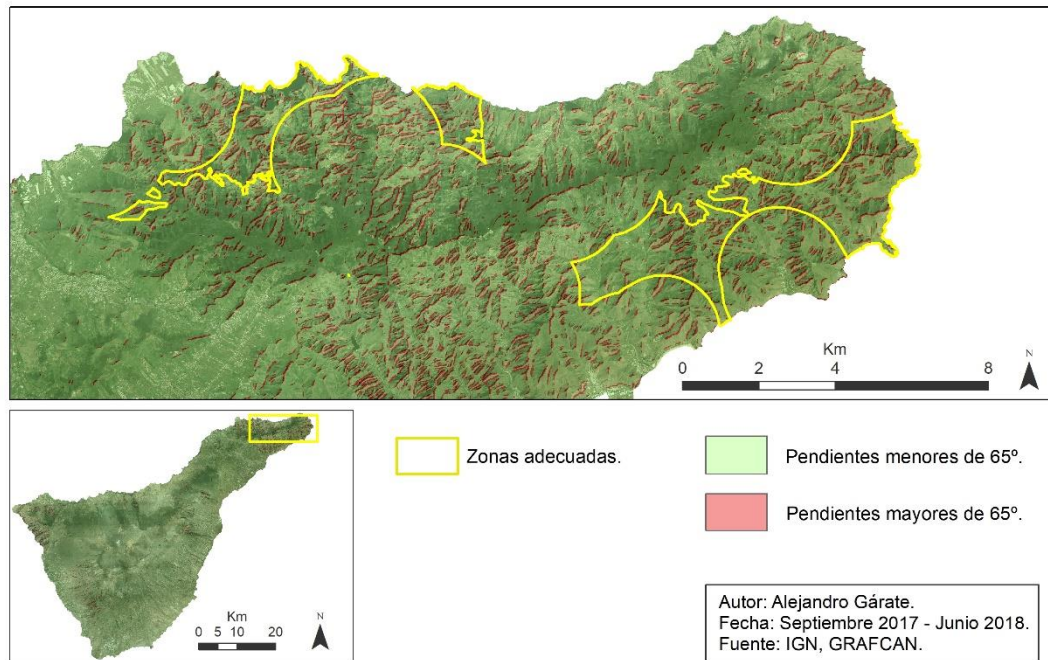 Km
0 2 4 8
N
Zonas adecuadas.
Pendientes menores de 65º.
Pendientes mayores de 65º.
Km
0 5 10 20
N
Autor: Alejandro Gárate.
Fecha: Septiembre 2017 - Junio 2018.
Fuente: IGN, GRAFCAN.